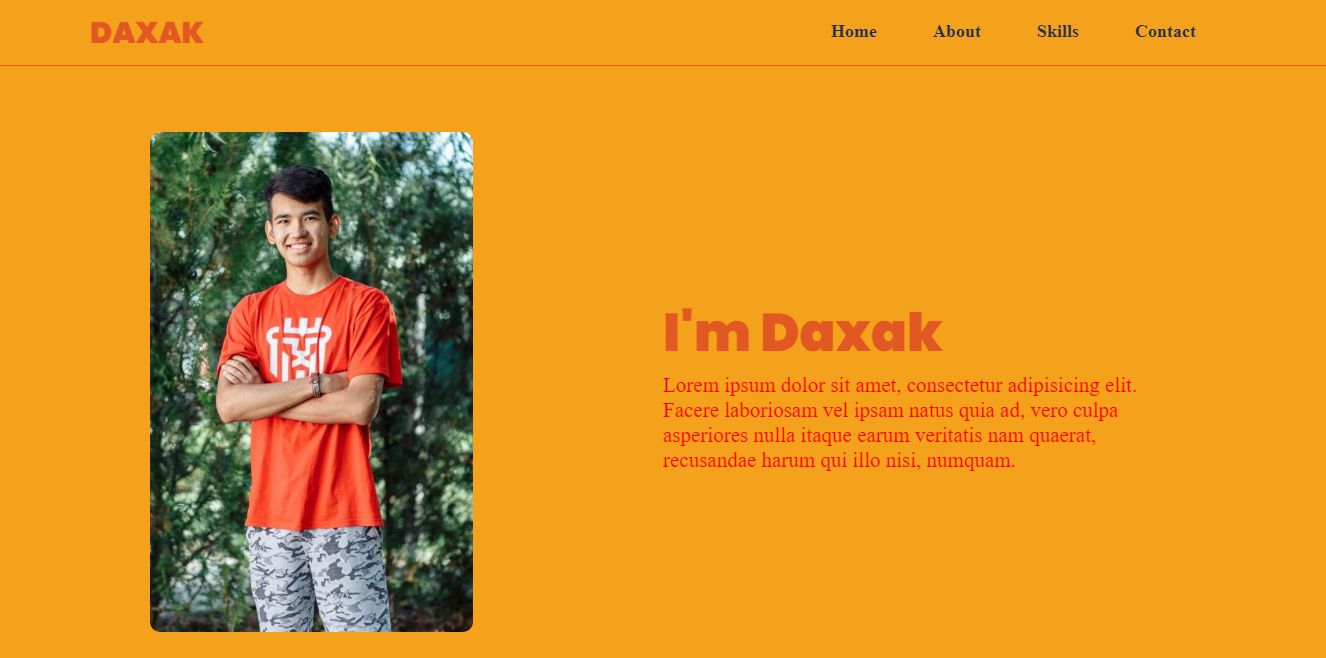 DAXAK
Home About Skills Contact
I'm Daxak
Lorem ipsum dolor sit amet, consectetur adipisicing elit.
Facere laboriosam vel ipsam natus quia ad, vero culpa
asperiores nulla itaque earum veritatis nam quaerat,
recusandae harum qui illo nisi, numquam.